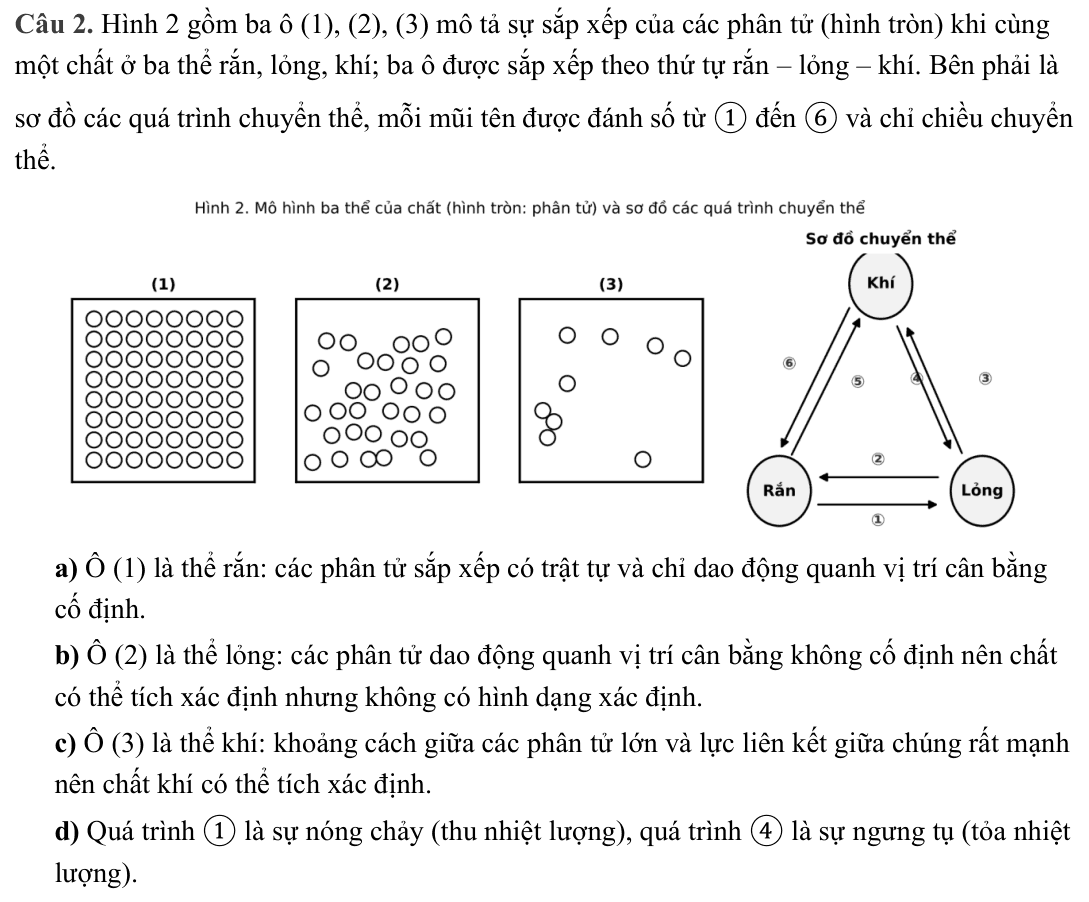 Câu 2. Hình 2 gồm ba ô (1), (2), (3) mô tả sự sắp xếp của các phân tử (hình tròn) khi cùng
một chất ở ba thể rắn, lỏng, khí; ba ô được sắp xếp theo thứ tự rắn – lỏng – khí. Bên phải là
sơ đồ các quá trình chuyển thể, mỗi mũi tên được đánh số từ ① đến ⑥ và chỉ chiều chuyển
thể.
Hình 2. Mô hình ba thể của chất (hình tròn: phân tử) và sơ đồ các quá trình chuyển thể
Sơ đồ chuyển thể
(1)
(2)
(3)
Khí
⑥
⑤
④
③
②
Rắn
Lỏng
①
a) Ô (1) là thể rắn: các phân tử sắp xếp có trật tự và chỉ dao động quanh vị trí cân bằng
cố định.
b) Ô (2) là thể lỏng: các phân tử dao động quanh vị trí cân bằng không cố định nên chất
có thể tích xác định nhưng không có hình dạng xác định.
c) Ô (3) là thể khí: khoảng cách giữa các phân tử lớn và lực liên kết giữa chúng rất mạnh
nên chất khí có thể tích xác định.
d) Quá trình ① là sự nóng chảy (thu nhiệt lượng), quá trình ④ là sự ngưng tụ (tỏa nhiệt
lượng).